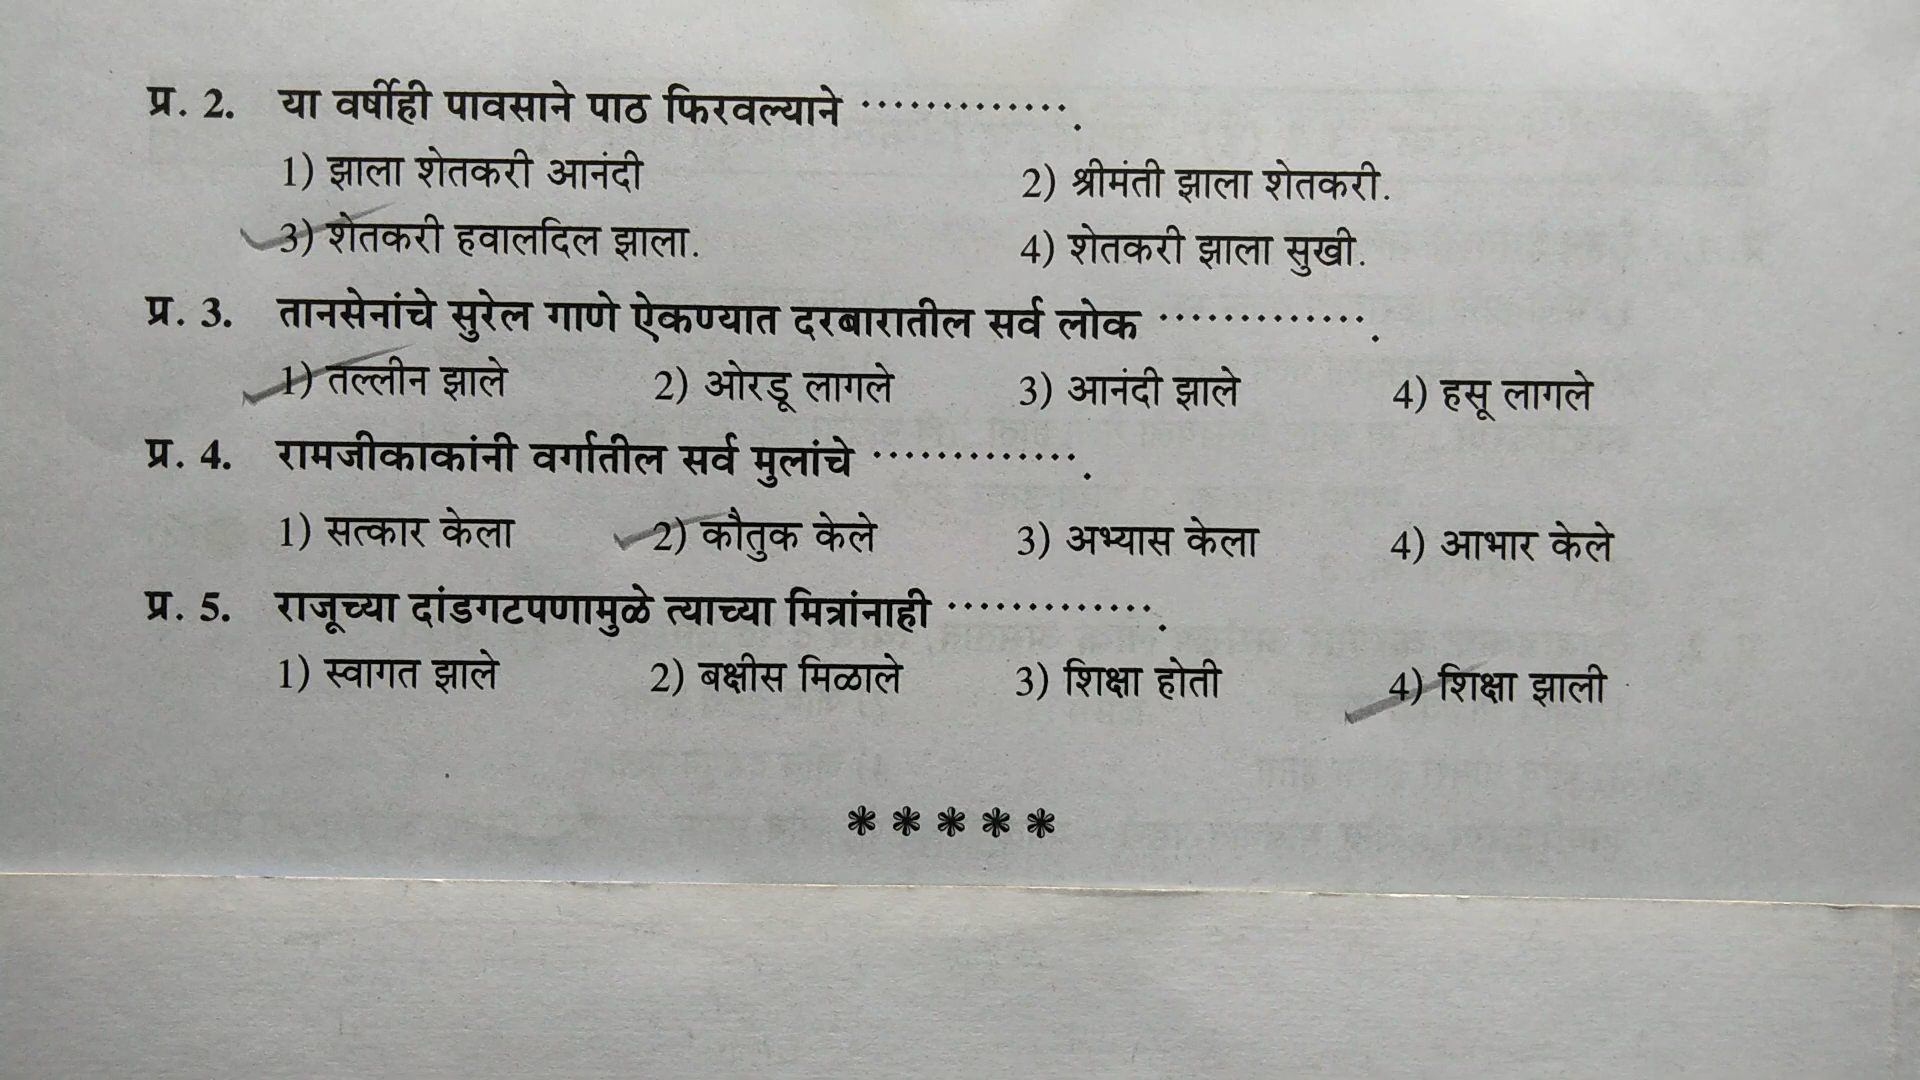 प्र. 2. या वर्षीही पावसाने पाठ फिरवल्याने .............
1) झाला शेतकरी आनंदी 2) श्रीमंती झाला शेतकरी.
3) शेतकरी हवालदिल झाला. 4) शेतकरी झाला सुखी.
प्र. 3. तानसेनांचे सुरेल गाणे ऐकण्यात दरबारातील सर्व लोक .............
1) तल्लीन झाले 2) ओरडू लागले 3) आनंदी झाले 4) हसू लागले
प्र. 4. रामजीकाकांनी वर्गातील सर्व मुलांचे .............
1) सत्कार केला 2) कौतुक केले 3) अभ्यास केला 4) आभार केले
प्र. 5. राजूच्या दांडगटपणामुळे त्याच्या मित्रांनाही .............
1) स्वागत झाले 2) बक्षीस मिळाले 3) शिक्षा होती 4) शिक्षा झाली
*****